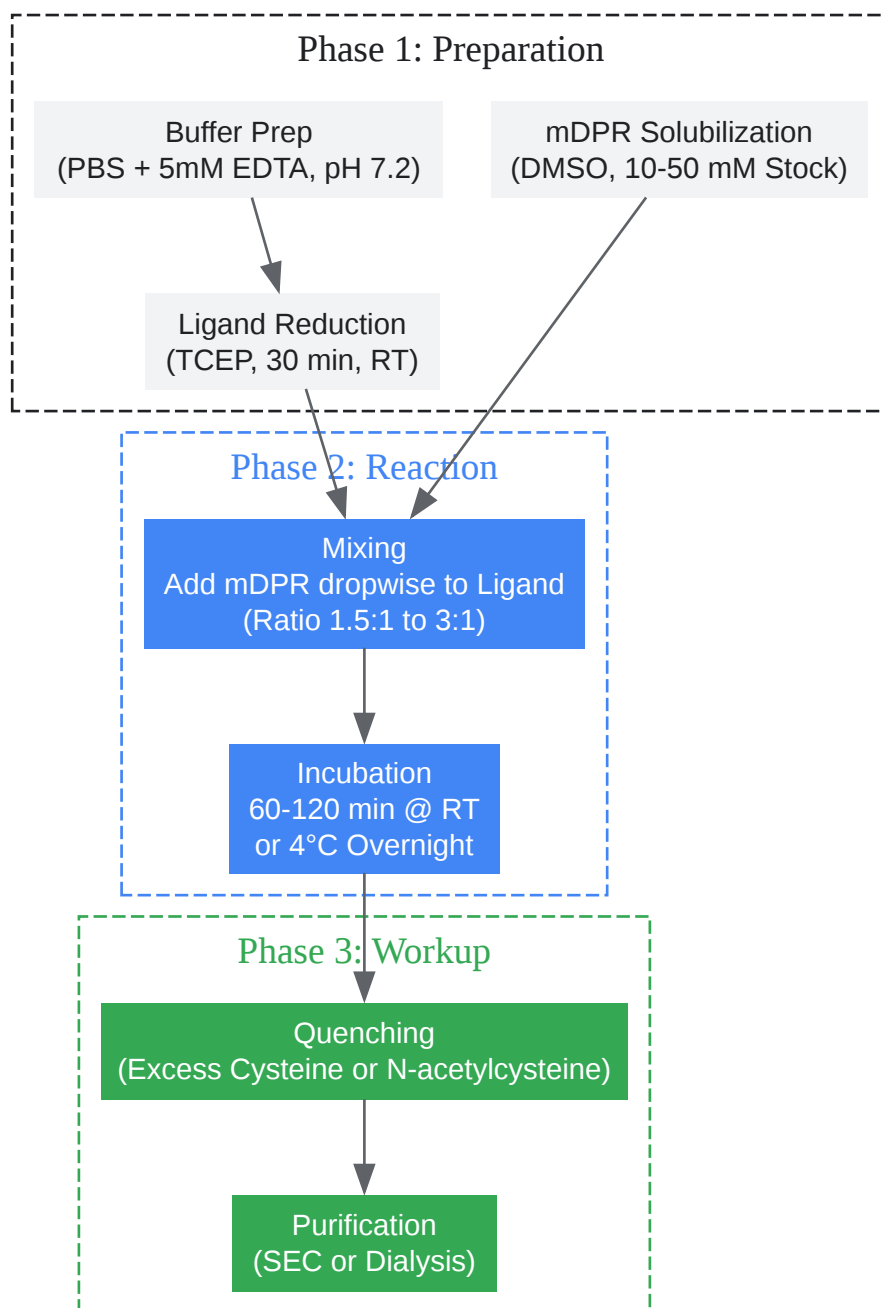 Phase 1: Preparation
Buffer Prep
(PBS + 5mM EDTA, pH 7.2)
mDPR Solubilization
(DMSO, 10-50 mM Stock)
Ligand Reduction
(TCEP, 30 min, RT)
Phase 2: Reaction
Mixing
Add mDPR dropwise to Ligand
(Ratio 1.5:1 to 3:1)
Incubation
60-120 min @ RT
or 4°C Overnight
Phase 3: Workup
Quenching
(Excess Cysteine or N-acetylcysteine)
Purification
(SEC or Dialysis)